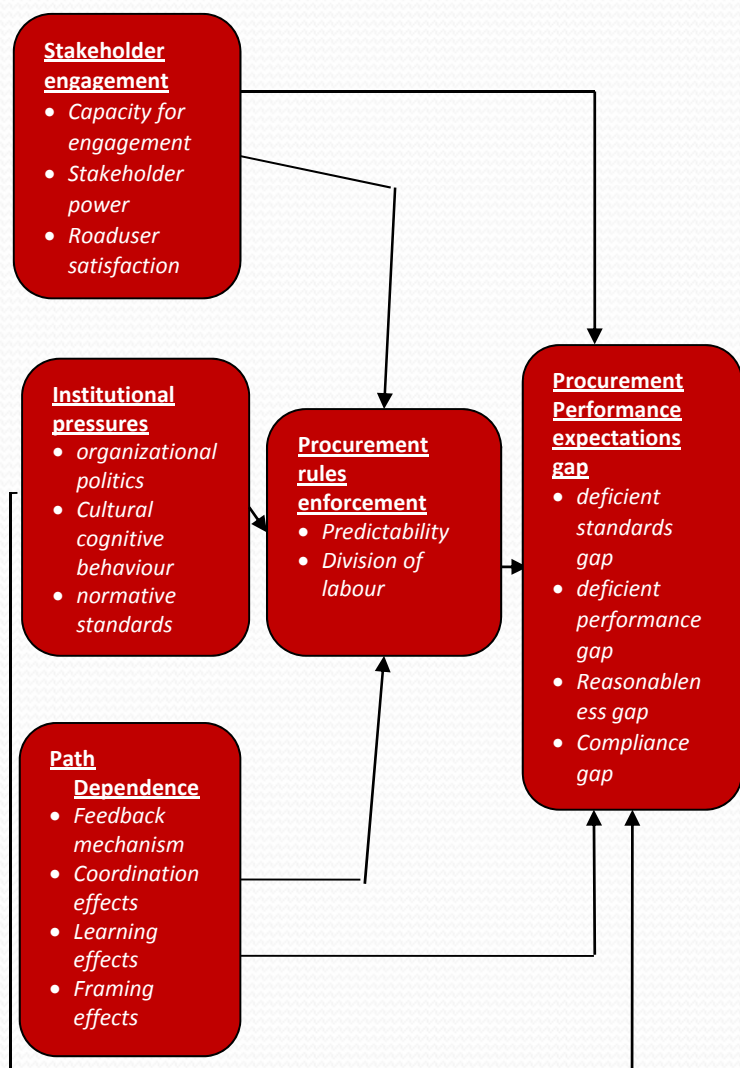 Stakeholder
engagement
• Capacity for
engagement
• Stakeholder
power
• Roaduser
satisfaction
Institutional
pressures
• organizational
politics
• Cultural
cognitive
behaviour
• normative
standards
Procurement
rules
enforcement
• Predictability
• Division of
labour
Procurement
Performance
expectations
gap
• deficient
standards
gap
• deficient
performance
gap
• Reasonablen
ess gap
• Compliance
gap
Path
Dependence
• Feedback
mechanism
• Coordination
effects
• Learning
effects
• Framing
effects